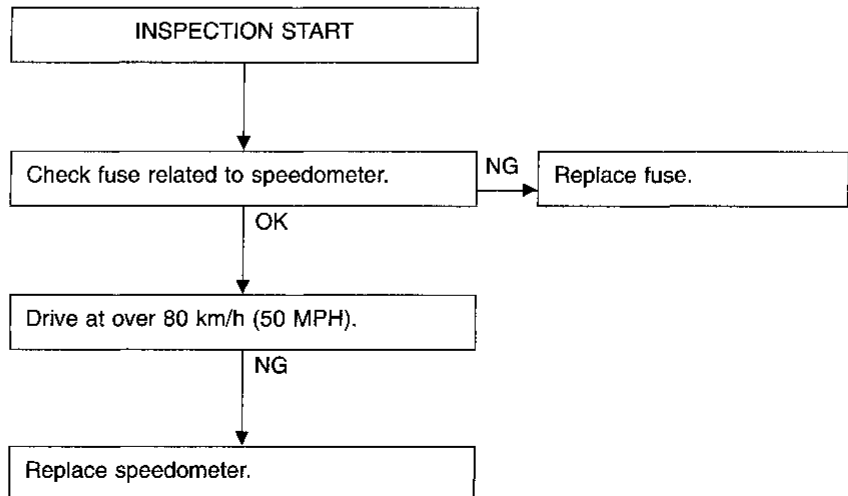 INSPECTION START
Check fuse related to speedometer.
NG
Replace fuse.
OK
Drive at over 80 km/h (50 MPH).
NG
Replace speedometer.